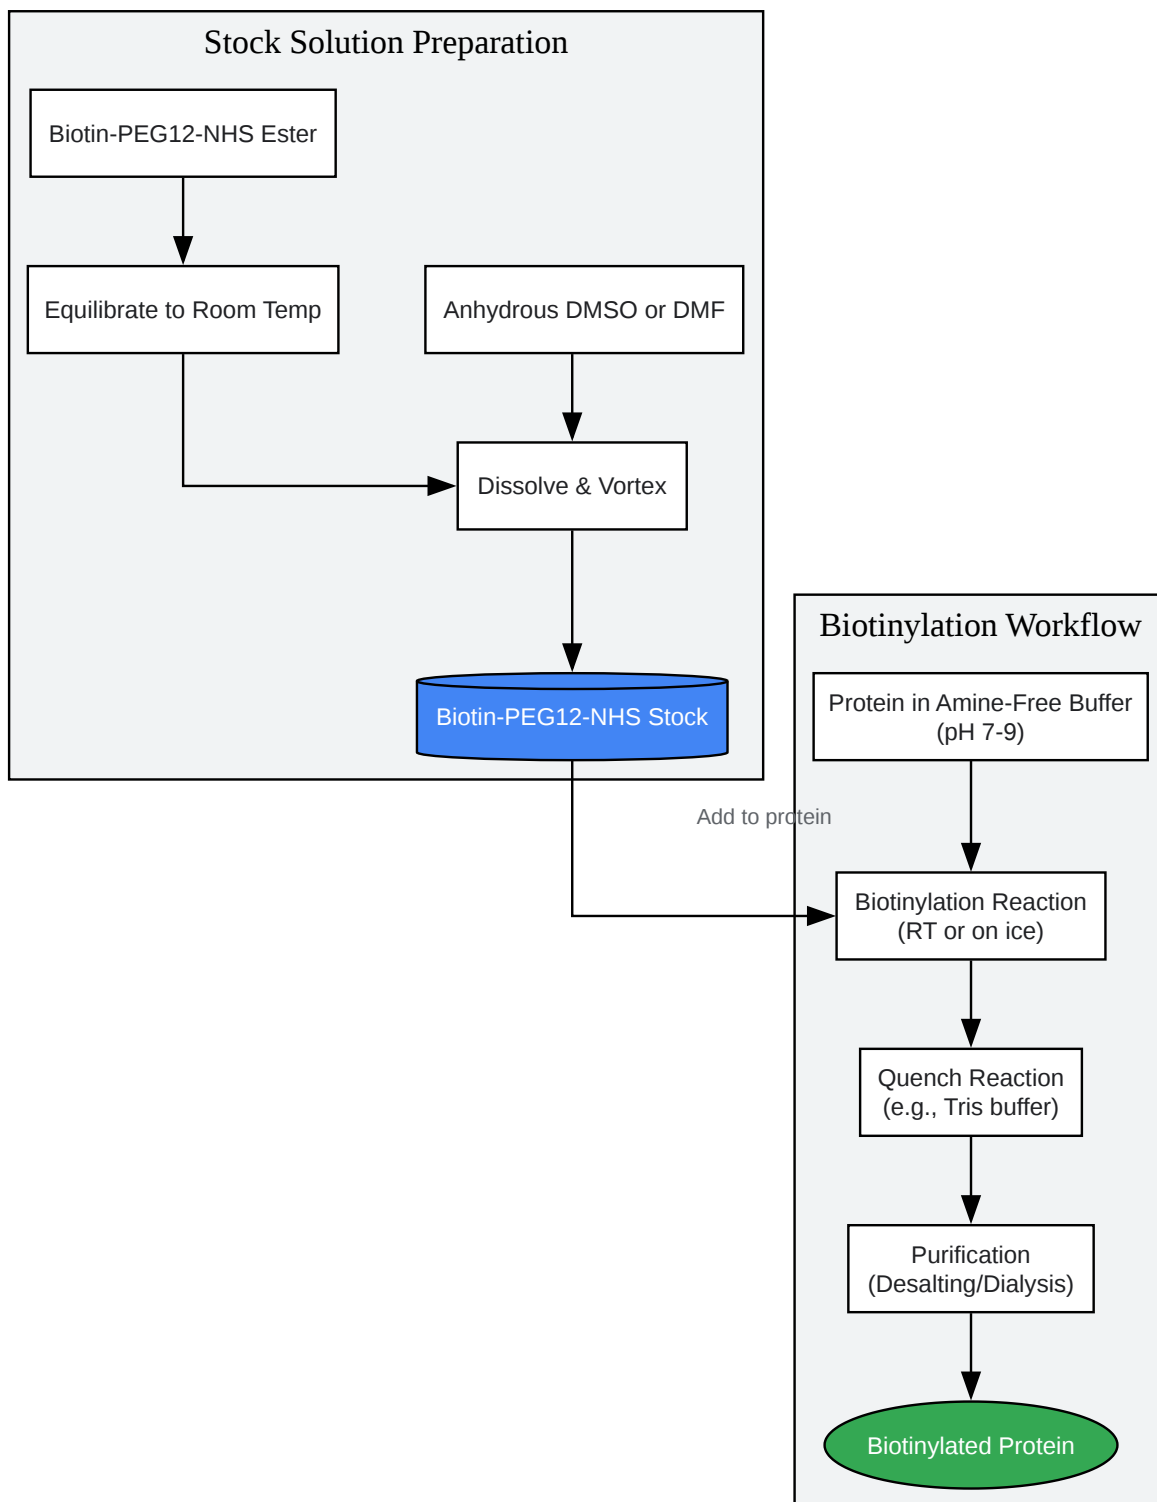 Stock Solution Preparation
Biotin-PEG12-NHS Ester
Equilibrate to Room Temp
Anhydrous DMSO or DMF
Dissolve & Vortex
Biotin-PEG12-NHS Stock
Add to protein
Biotinylation Workflow
Protein in Amine-Free Buffer
(pH 7-9)
Biotinylation Reaction
(RT or on ice)
Quench Reaction
(e.g., Tris buffer)
Purification
(Desalting/Dialysis)
Biotinylated Protein